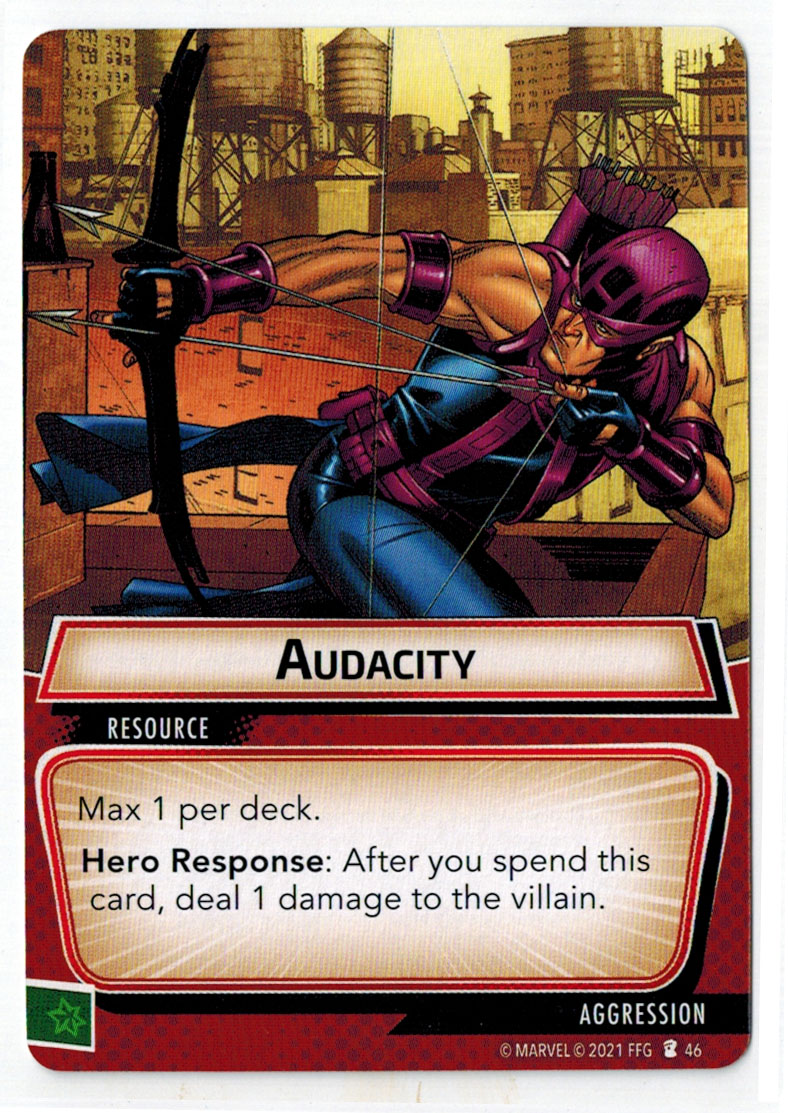 AUDACITY
RESOURCE
Max 1 per deck.
Hero Response: After you spend this
card, deal 1 damage to the villain.
AGGRESSION
© MARVEL © 2021 FFG 46